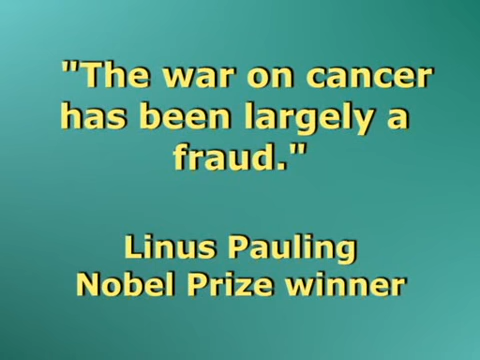 "The war on cancer
has been largely a
fraud."
Linus Pauling
Nobel Prize winner